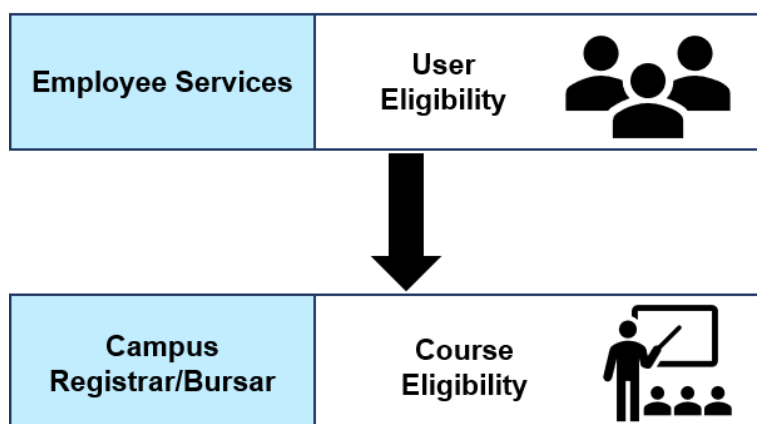 Employee Services
User
Eligibility
Campus
Registrar/Bursar
Course
Eligibility